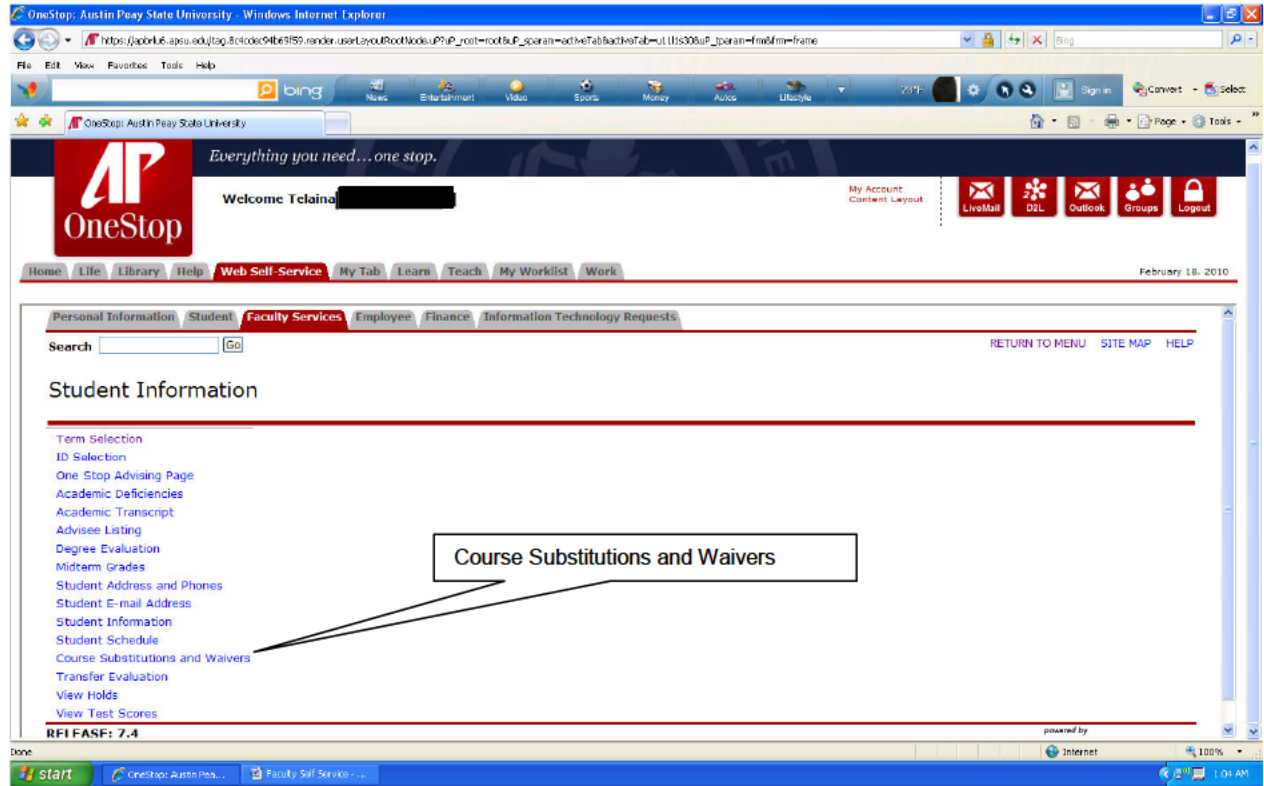 OneStop: Austin Peay State University - Windows Internet Explorer
Bing
File Edit View Favorites Tools Help
bing News Entertainment Video Sports Money Autos Lifestyle 28°F Sign in Convert Select
OneStop: Austin Peay State University
Page Tools
AP
OneStop
Everything you need...one stop.
Welcome Telaina
My Account
Content Layout
LiveMail D2L Outlook Groups Logout
Home Life Library Help Web Self-Service My Tab Learn Teach My Worklist Work
February 18, 2010
Personal Information Student Faculty Services Employee Finance Information Technology Requests
Search Go
RETURN TO MENU SITE MAP HELP
Student Information
Term Selection
ID Selection
One Stop Advising Page
Academic Deficiencies
Academic Transcript
Advisee Listing
Degree Evaluation
Midterm Grades
Student Address and Phones
Student E-mail Address
Student Information
Student Schedule
Course Substitutions and Waivers
Transfer Evaluation
View Holds
View Test Scores
Course Substitutions and Waivers
RELEASE: 7.4
powered by
Done
Internet 100%
start OneStop: Austin Pea... Faculty Self Service - ... 1:04 AM